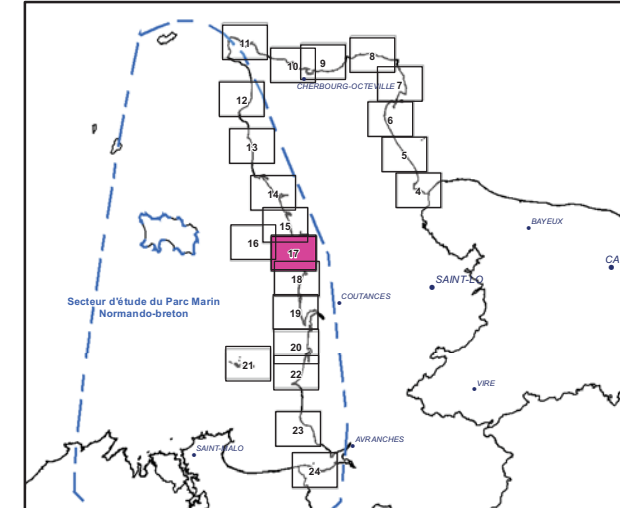 11
10
9
8
CHERBOURG-OCTEVILLE
7
12
6
13
5
14
4
15
BAYEUX
16
17
CA
18
SAINT-LO
Secteur d'étude du Parc Marin
Normando-breton
COUTANCES
19
20
21
22
VIRE
23
AVRANCHES
SAINT-MALO
24